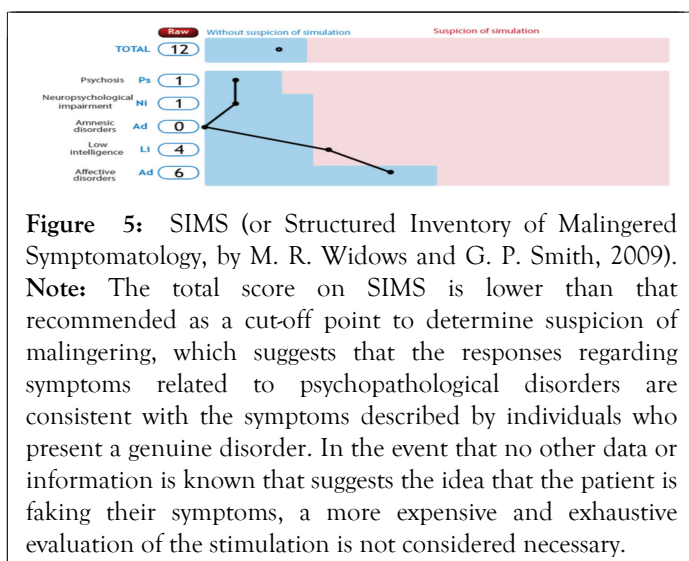 Raw Without suspicion of simulation Suspicion of simulation
TOTAL 12
Psychosis Ps 1
Neuropsychological
impairment Ni 1
Amnesic
disorders Ad 0
Low
intelligence Li 4
Affective
disorders Ad 6
Figure 5: SIMS (or Structured Inventory of Malingered
Symptomatology, by M. R. Widows and G. P. Smith, 2009).
Note: The total score on SIMS is lower than that
recommended as a cut-off point to determine suspicion of
malingering, which suggests that the responses regarding
symptoms related to psychopathological disorders are
consistent with the symptoms described by individuals who
present a genuine disorder. In the event that no other data or
information is known that suggests the idea that the patient is
faking their symptoms, a more expensive and exhaustive
evaluation of the stimulation is not considered necessary.